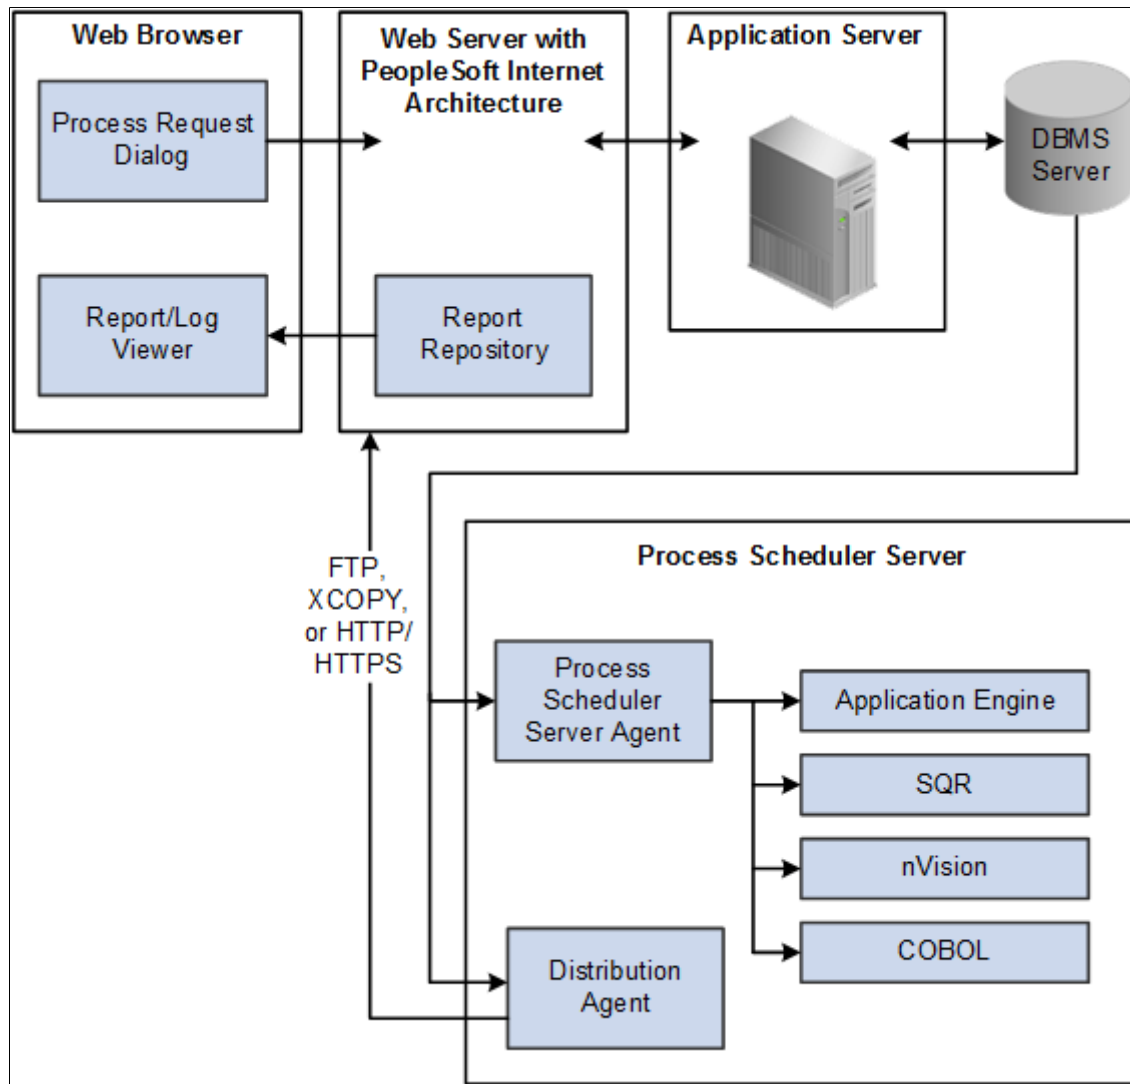 Web Browser
Process Request
Dialog
Report/Log
Viewer
Web Server with
PeopleSoft Internet
Architecture
Report
Repository
Application Server
DBMS
Server
FTP,
XCOPY,
or HTTP/
HTTPS
Process Scheduler Server
Process
Scheduler
Server Agent
Application Engine
SQR
nVision
COBOL
Distribution
Agent